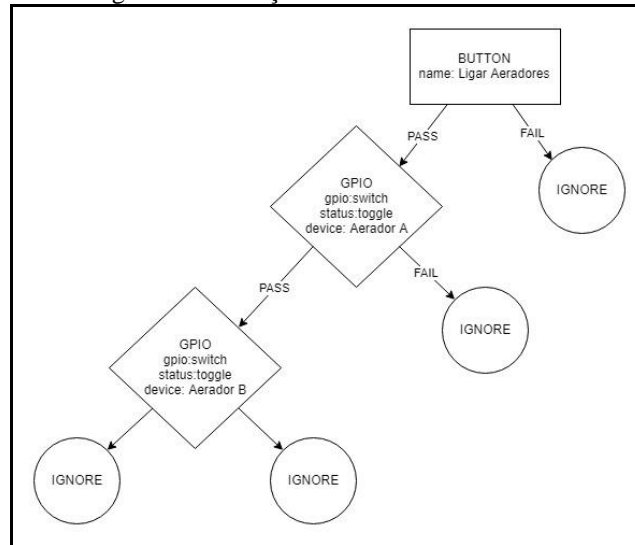 BUTTON
name: Ligar Aeradores
PASS
FAIL
IGNORE
GPIO
gpio:switch
status:toggle
device: Aerador A
PASS
FAIL
IGNORE
GPIO
gpio:switch
status:toggle
device: Aerador B
IGNORE
IGNORE